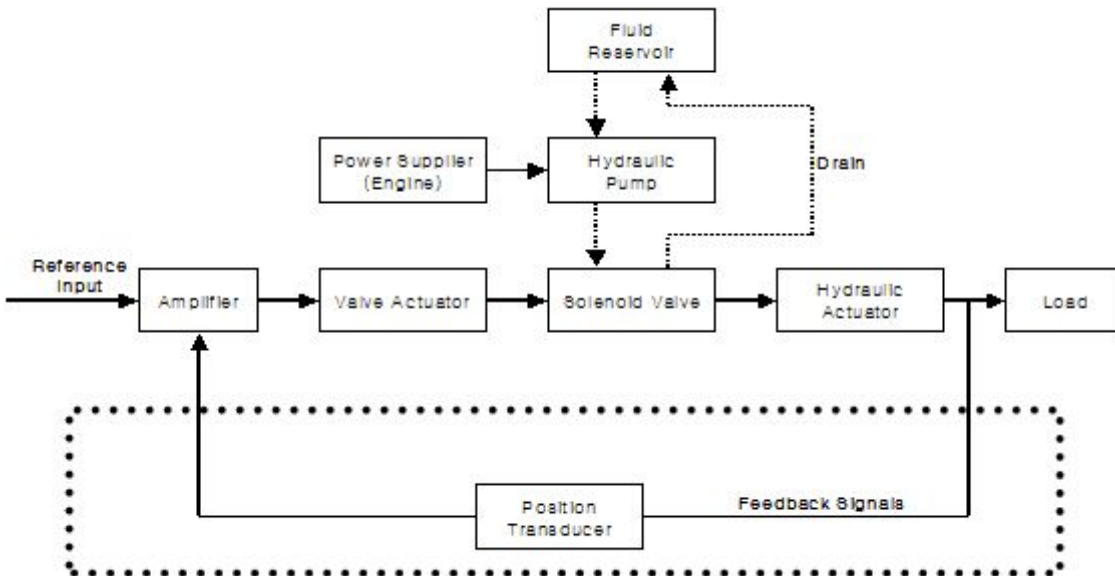 Fluid
Reservoir
Power Supplier
(Engine)
Hydraulic
Pump
Drain
Reference
Input
Amplifier
Valve Actuator
Solenoid Valve
Hydraulic
Actuator
Load
Position
Transducer
Feedback Signals